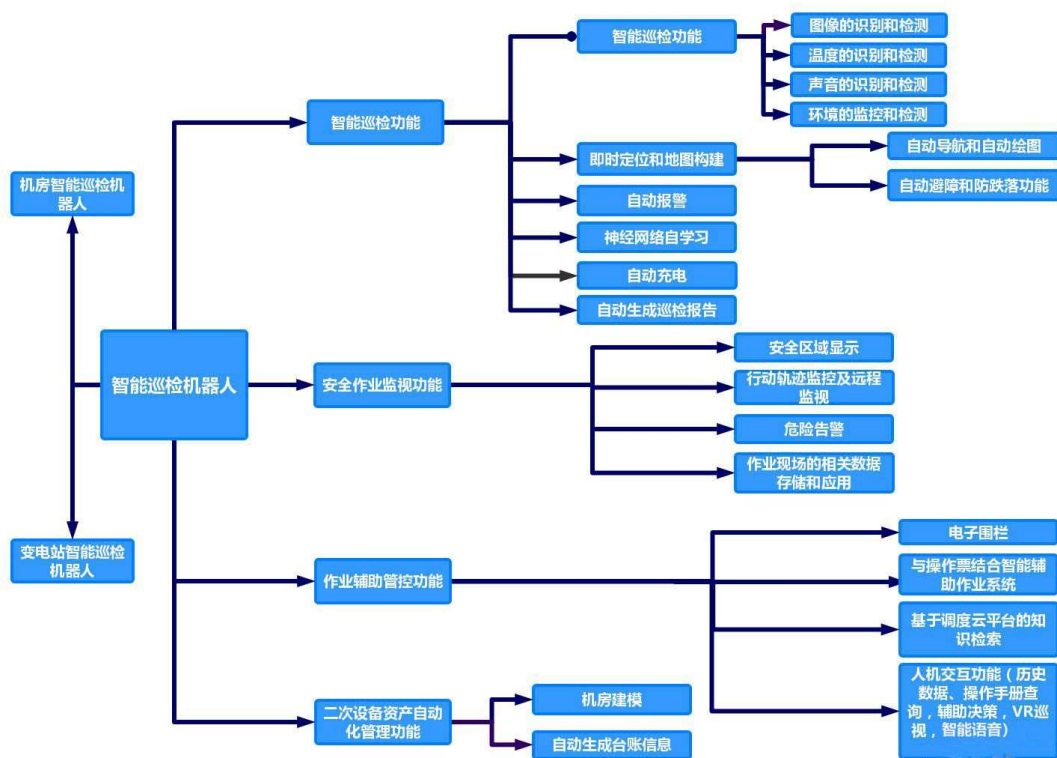 智能巡检功能
图像的识别和检测
温度的识别和检测
声音的识别和检测
环境的监控和检测
智能巡检功能
即时定位和地图构建
自动导航和自动绘图
自动避障和防跌落功能
自动报警
神经网络自学习
自动充电
自动生成巡检报告
机房智能巡检机
器人
智能巡检机器人
变电站智能巡检
机器人
安全作业监视功能
安全区域显示
行动轨迹监控及远程
监视
危险告警
作业现场的相关数据
存储和应用
作业辅助管控功能
电子围栏
与操作票结合智能辅
助作业系统
基于调度云平台的知
识检索
人机交互功能（历史
数据、操作手册查
询，辅助决策，VR巡
视，智能语音）
二次设备资产自动
化管理功能
机房建模
自动生成台账信息